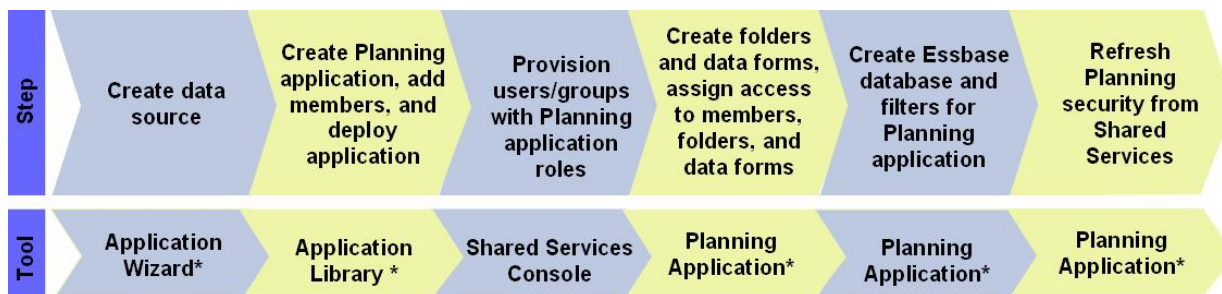 Step
Create data
source
Create Planning
application, add
members, and
deploy
application
Provision
users/groups
with Planning
application
roles
Create folders
and data forms,
assign access
to members,
folders, and
data forms
Create Essbase
database and
filters for
Planning
application
Refresh
Planning
security from
Shared
Services
Tool
Application
Wizard*
Application
Library *
Shared Services
Console
Planning
Application*
Planning
Application*
Planning
Application*